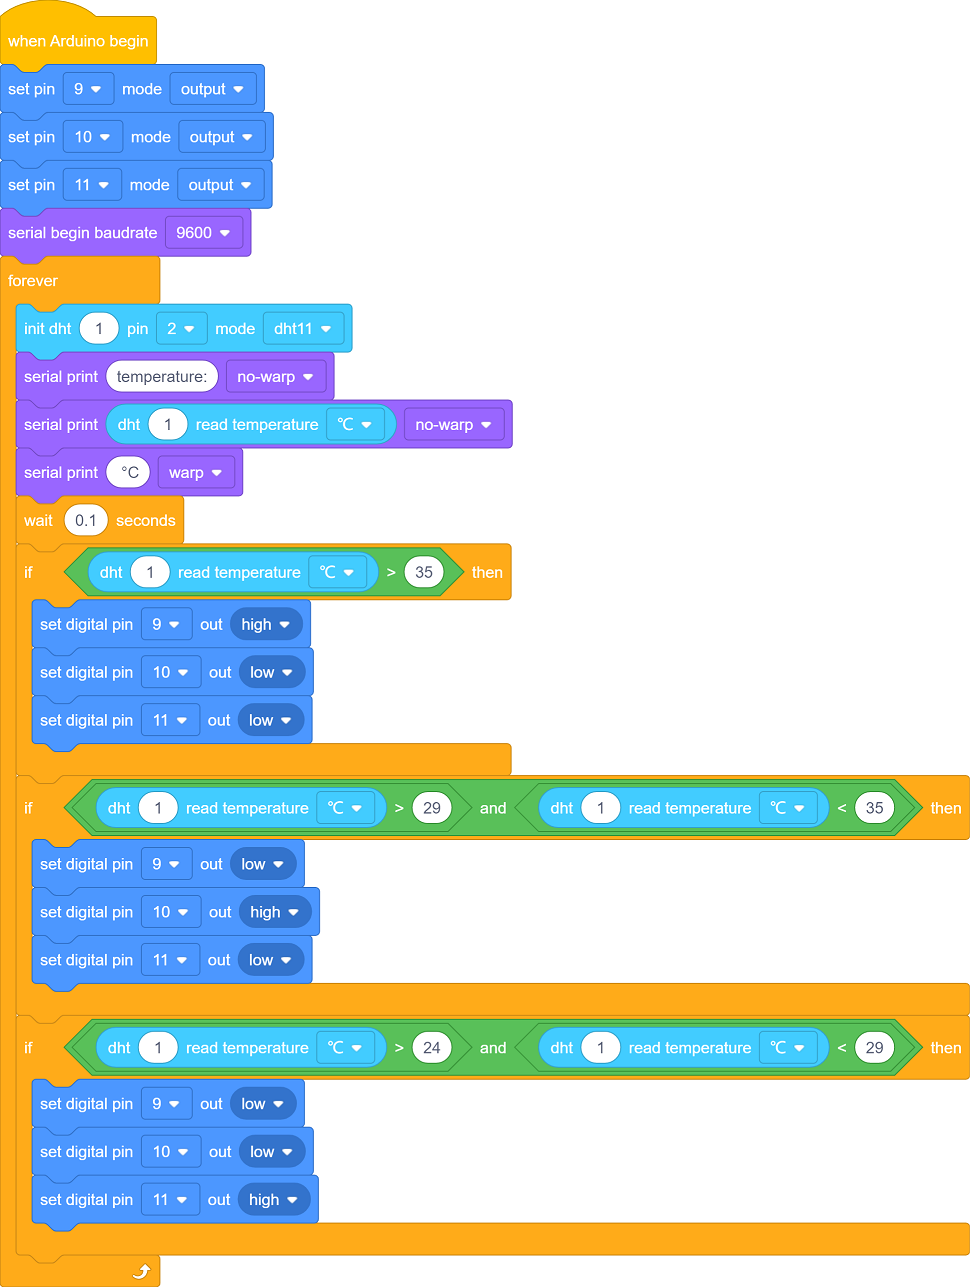 when Arduino begin
set pin 9 mode output
set pin 10 mode output
set pin 11 mode output
serial begin baudrate 9600
forever
init dht 1 pin 2 mode dht11
serial print temperature: no-warp
serial print dht 1 read temperature ℃ no-warp
serial print °C warp
wait 0.1 seconds
if dht 1 read temperature ℃ > 35 then
set digital pin 9 out high
set digital pin 10 out low
set digital pin 11 out low
if dht 1 read temperature ℃ > 29 and dht 1 read temperature ℃ < 35 then
set digital pin 9 out low
set digital pin 10 out high
set digital pin 11 out low
if dht 1 read temperature ℃ > 24 and dht 1 read temperature ℃ < 29 then
set digital pin 9 out low
set digital pin 10 out low
set digital pin 11 out high